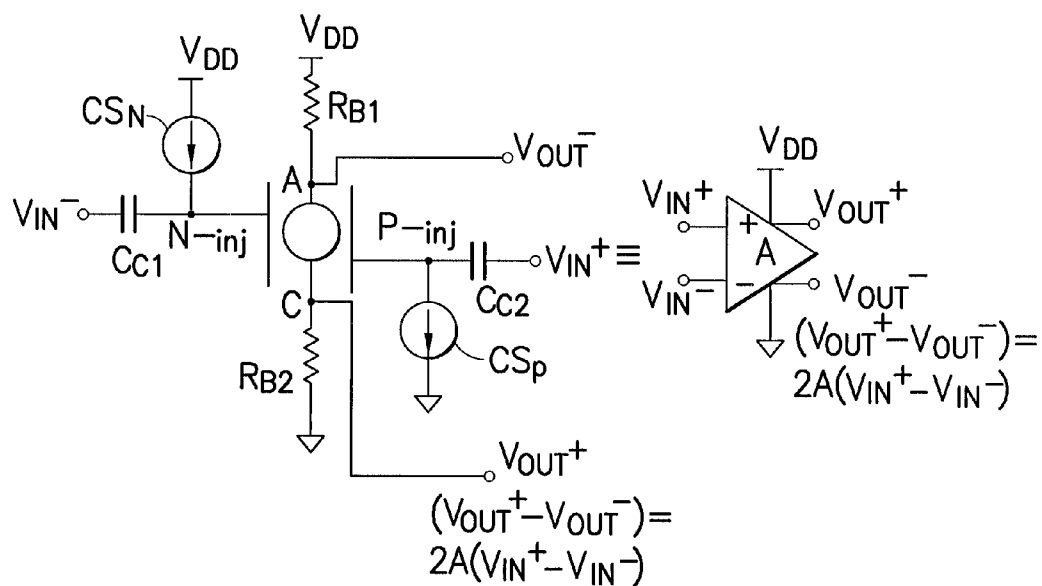 V_DD
V_DD
CS_N
R_B1
V_OUT^-
A
V_IN^-
C_C1
N-inj
P-inj
V_IN^+
≡
C_C2
C
CS_p
R_B2
V_OUT^+
(V_OUT^+ - V_OUT^-) =
2A(V_IN^+ - V_IN^-)
V_DD
V_IN^+
V_OUT^+
+
A
V_IN^-
-
V_OUT^-
(V_OUT^+ - V_OUT^-) =
2A(V_IN^+ - V_IN^-)